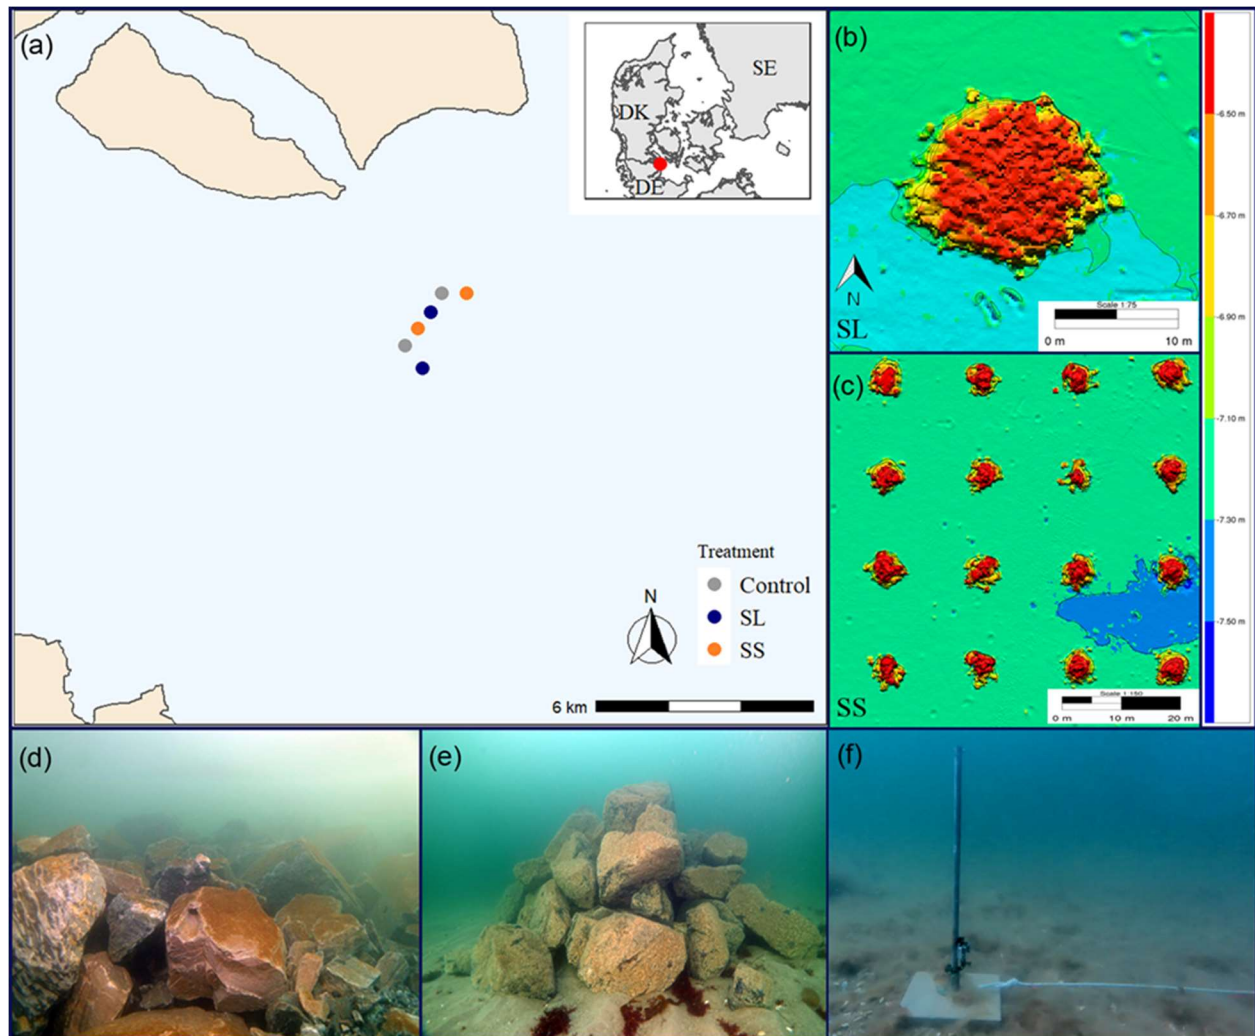 (a)
SE
DK
DE
Treatment
Control
SL
SS
N
6 km
(b)
N
SL
Scale 1:75
0 m 10 m
(c)
SS
Scale 1:150
0 m 10 m 20 m
-6.50 m
-6.70 m
-6.90 m
-7.10 m
-7.30 m
-7.50 m
(d)
(e)
(f)